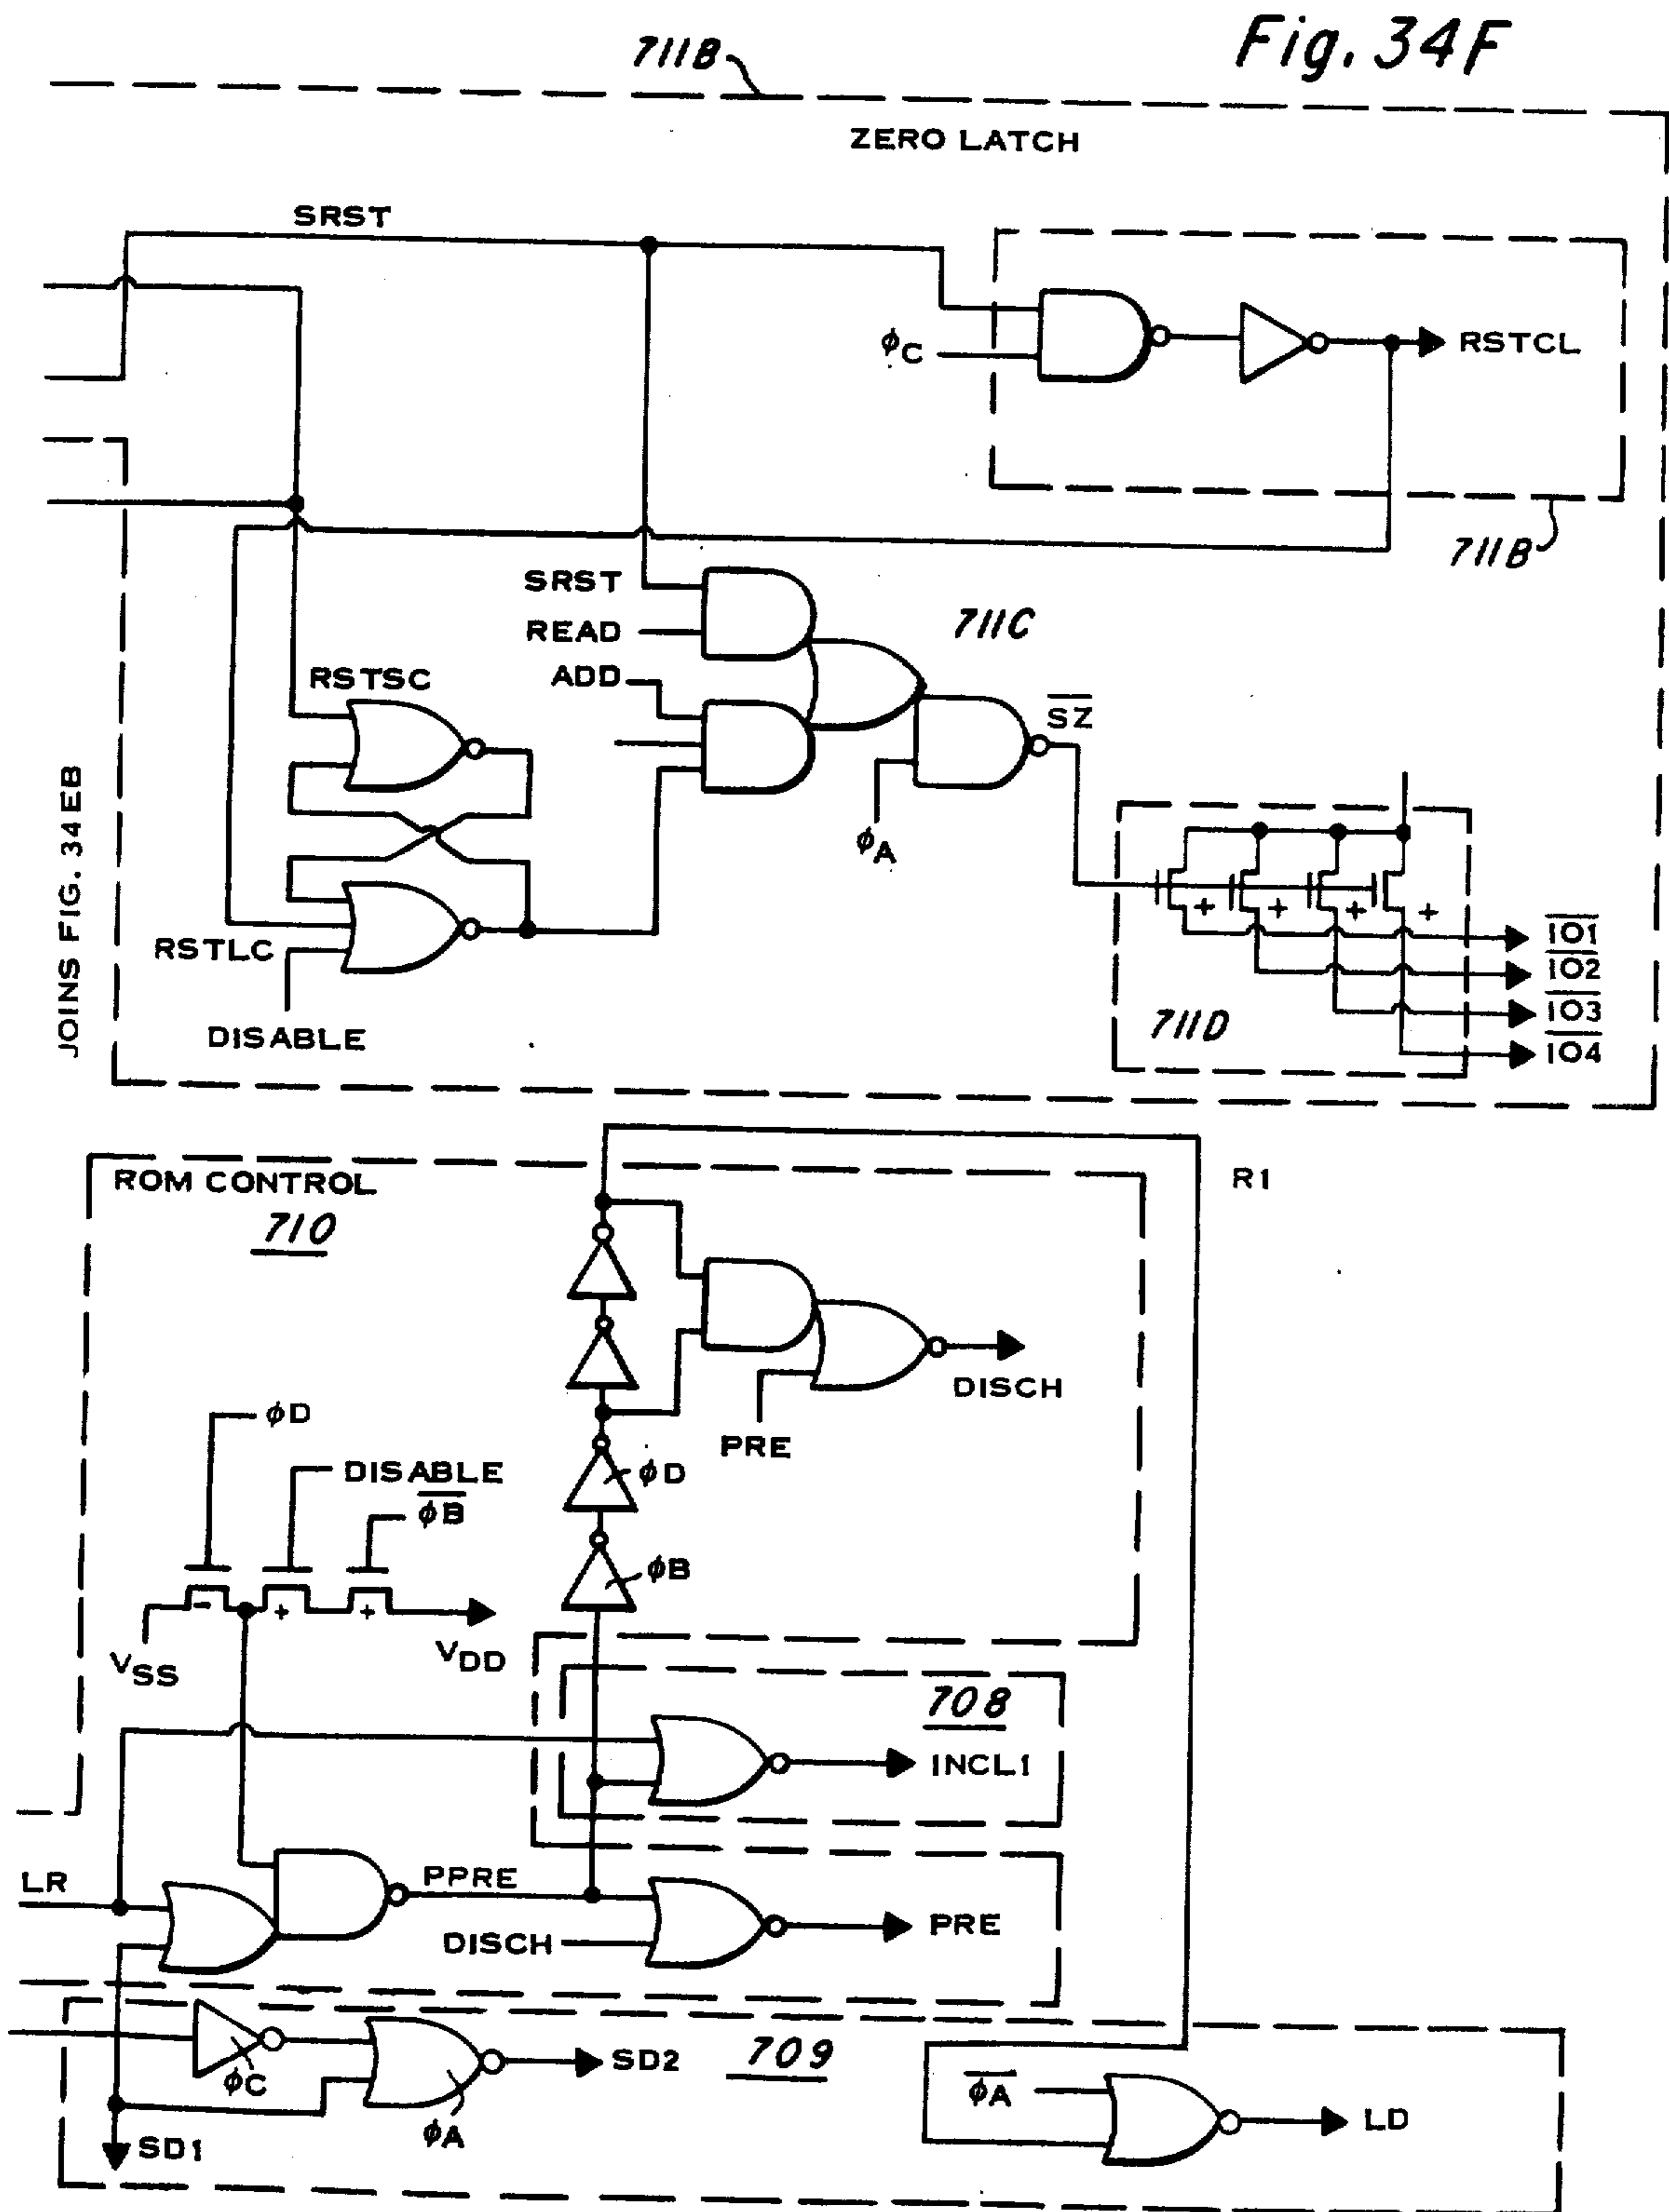 Fig. 34F
711B
ZERO LATCH
SRST
φC
RSTCL
711B
SRST
READ
711C
ADD
RSTSC
SZ
φA
JOINS FIG. 34EB
RSTLC
DISABLE
+ + + +
IO1
IO2
IO3
IO4
711D
ROM CONTROL
710
R1
DISCH
PRE
φD
DISABLE
φB
φD
φB
- + +
VSS
VDD
708
INCL1
LR
PPRE
PRE
DISCH
709
SD2
φC
φA
φA
LD
SD1